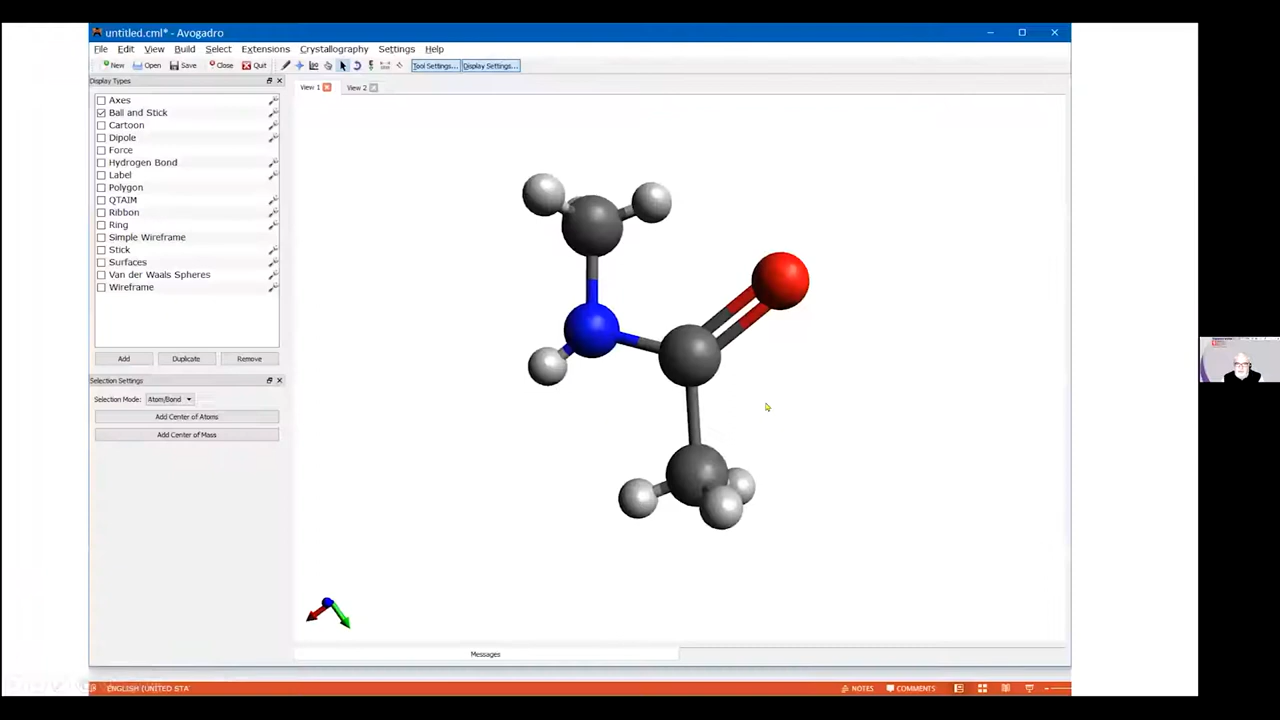 untitled.cml* - Avogadro
File Edit View Build Select Extensions Crystallography Settings Help
New Open Save Close Quit Tool Settings... Display Settings...
Display Types
View 1 View 2
Axes
Ball and Stick
Cartoon
Dipole
Force
Hydrogen Bond
Label
Polygon
QTAIM
Ribbon
Ring
Simple Wireframe
Stick
Surfaces
Van der Waals Spheres
Wireframe
Add Duplicate Remove
Selection Settings
Selection Mode: Atom/Bond
Add Center of Atoms
Add Center of Mass
Messages
ENGLISH (UNITED STA NOTES COMMENTS